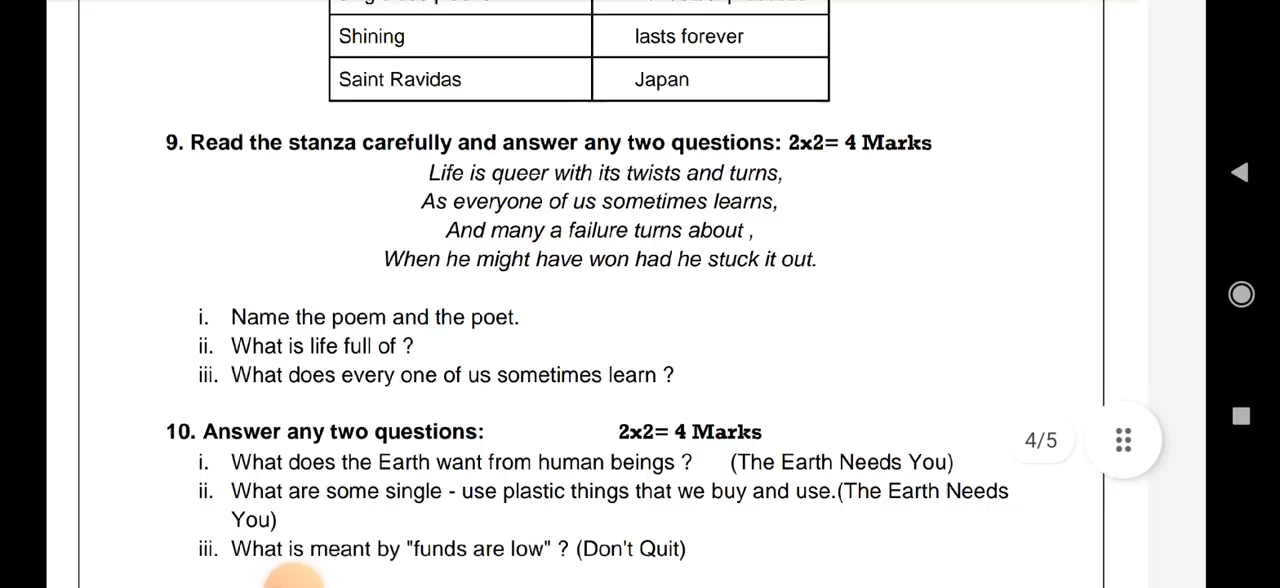 Shining lasts forever
Saint Ravidas Japan
9. Read the stanza carefully and answer any two questions: 2x2= 4 Marks
Life is queer with its twists and turns,
As everyone of us sometimes learns,
And many a failure turns about ,
When he might have won had he stuck it out.
i. Name the poem and the poet.
ii. What is life full of ?
iii. What does every one of us sometimes learn ?
10. Answer any two questions: 2x2= 4 Marks
4/5
i. What does the Earth want from human beings ? (The Earth Needs You)
ii. What are some single - use plastic things that we buy and use.(The Earth Needs
You)
iii. What is meant by "funds are low" ? (Don't Quit)